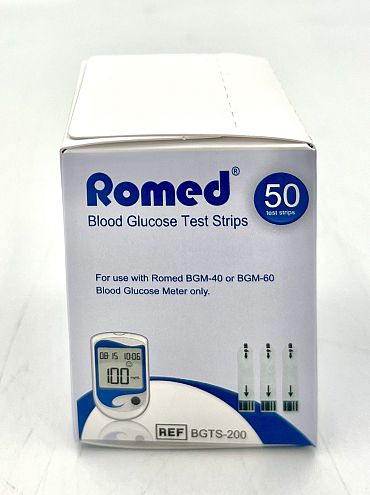 Romed®
50
test strips
Blood Glucose Test Strips
For use with Romed BGM-40 or BGM-60
Blood Glucose Meter only.
08-15 10:06
100
REF BGTS-200